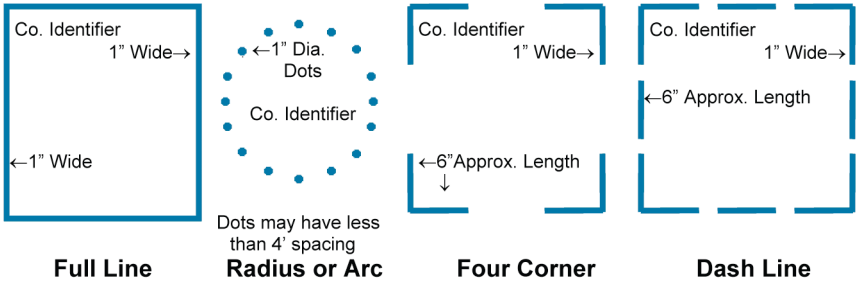 Co. Identifier
1” Wide→
←1” Wide
Full Line
←1” Dia.
Dots
Co. Identifier
Dots may have less
than 4’ spacing
Radius or Arc
Co. Identifier
1” Wide→
←6”Approx. Length
↓
Four Corner
Co. Identifier
1” Wide→
←6” Approx. Length
Dash Line